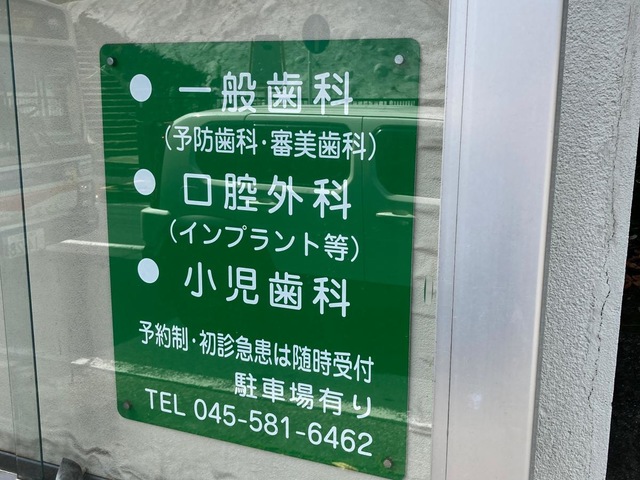 ● 一般歯科
(予防歯科・審美歯科)
● 口腔外科
(インプラント等)
● 小児歯科
予約制・初診急患は随時受付
駐車場有り
TEL 045-581-6462